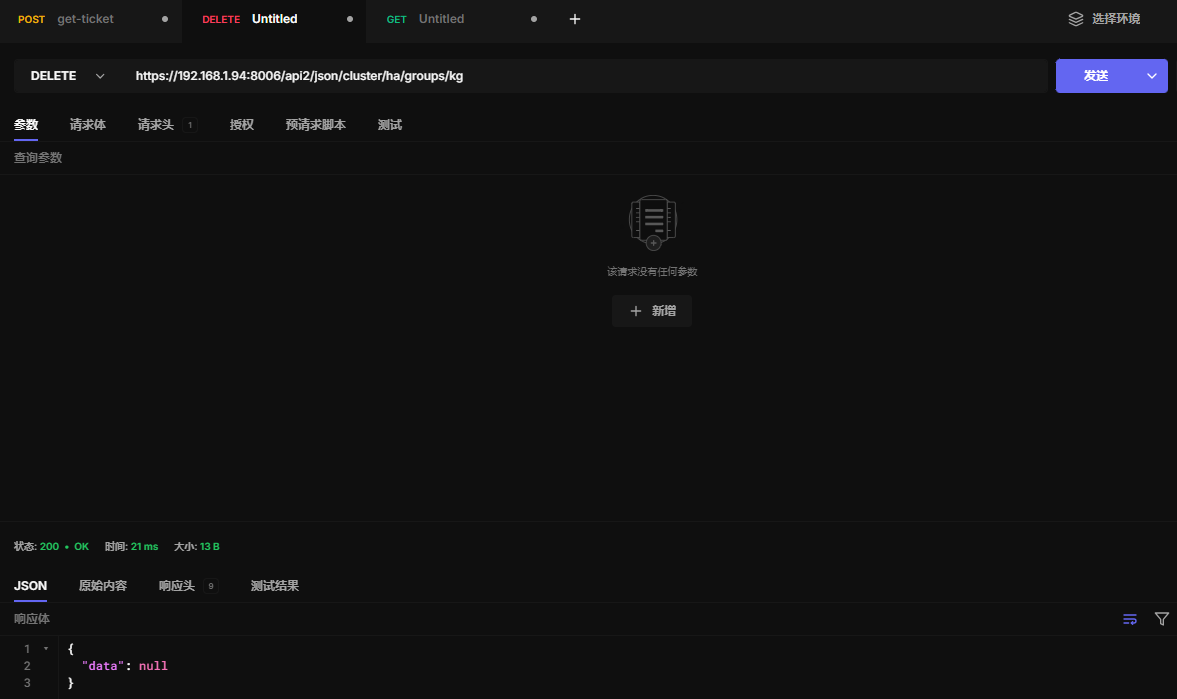 POST get-ticket DELETE Untitled GET Untitled 选择环境
DELETE https://192.168.1.94:8006/api2/json/cluster/ha/groups/kg 发送
参数 请求体 请求头 1 授权 预请求脚本 测试
查询参数
该请求没有任何参数
新增
状态: 200 • OK 时间: 21 ms 大小: 13 B
JSON 原始内容 响应头 9 测试结果
响应体
1 {
2 "data": null
3 }